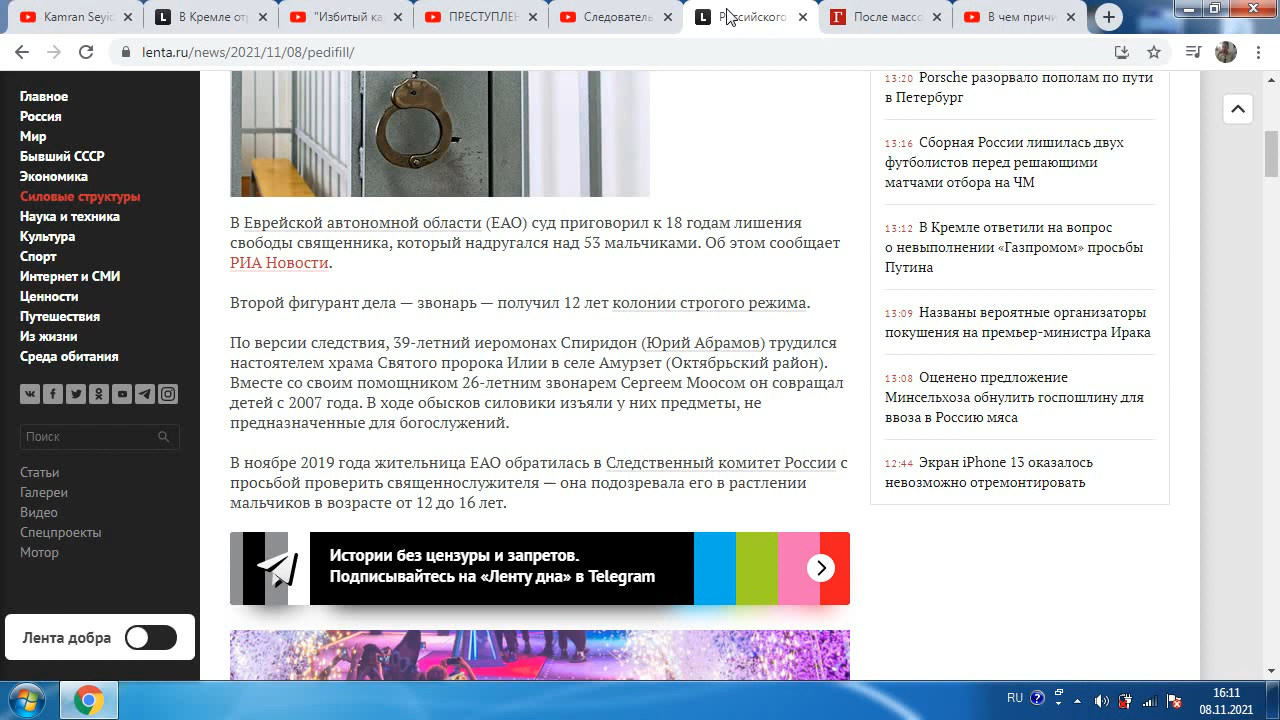 Kamran Seyid
В Кремле отр
"Избитый ка
ПРЕСТУПЛЕН
Следователь
Российского
После массо
В чем причи
lenta.ru/news/2021/11/08/pedifill/
Главное
Россия
Мир
Бывший СССР
Экономика
Силовые структуры
Наука и техника
Культура
Спорт
Интернет и СМИ
Ценности
Путешествия
Из жизни
Среда обитания
Поиск
Статьи
Галереи
Видео
Спецпроекты
Мотор
Лента добра
В Еврейской автономной области (ЕАО) суд приговорил к 18 годам лишения
свободы священника, который надругался над 53 мальчиками. Об этом сообщает
РИА Новости.
Второй фигурант дела — звонарь — получил 12 лет колонии строгого режима.
По версии следствия, 39-летний иеромонах Спиридон (Юрий Абрамов) трудился
настоятелем храма Святого пророка Илии в селе Амурзет (Октябрьский район).
Вместе со своим помощником 26-летним звонарем Сергеем Моосом он совращал
детей с 2007 года. В ходе обысков силовики изъяли у них предметы, не
предназначенные для богослужений.
В ноябре 2019 года жительница ЕАО обратилась в Следственный комитет России с
просьбой проверить священнослужителя — она подозревала его в растлении
мальчиков в возрасте от 12 до 16 лет.
Истории без цензуры и запретов.
Подписывайтесь на «Ленту дна» в Telegram
13:20 Porsche разорвало пополам по пути
в Петербург
13:16 Сборная России лишилась двух
футболистов перед решающими
матчами отбора на ЧМ
13:12 В Кремле ответили на вопрос
о невыполнении «Газпромом» просьбы
Путина
13:09 Названы вероятные организаторы
покушения на премьер-министра Ирака
13:08 Оценено предложение
Минсельхоза обнулить госпошлину для
ввоза в Россию мяса
12:44 Экран iPhone 13 оказалось
невозможно отремонтировать
RU
16:11
08.11.2021